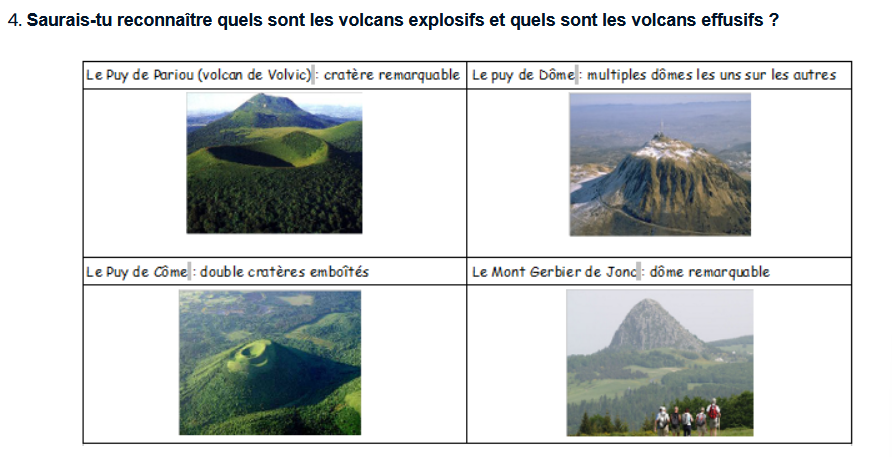 4. Saurais-tu reconnaître quels sont les volcans explosifs et quels sont les volcans effusifs ?
Le Puy de Pariou (volcan de Volvic) : cratère remarquable
Le puy de Dôme : multiples dômes les uns sur les autres
Le Puy de Côme : double cratères emboîtés
Le Mont Gerbier de Jonc : dôme remarquable